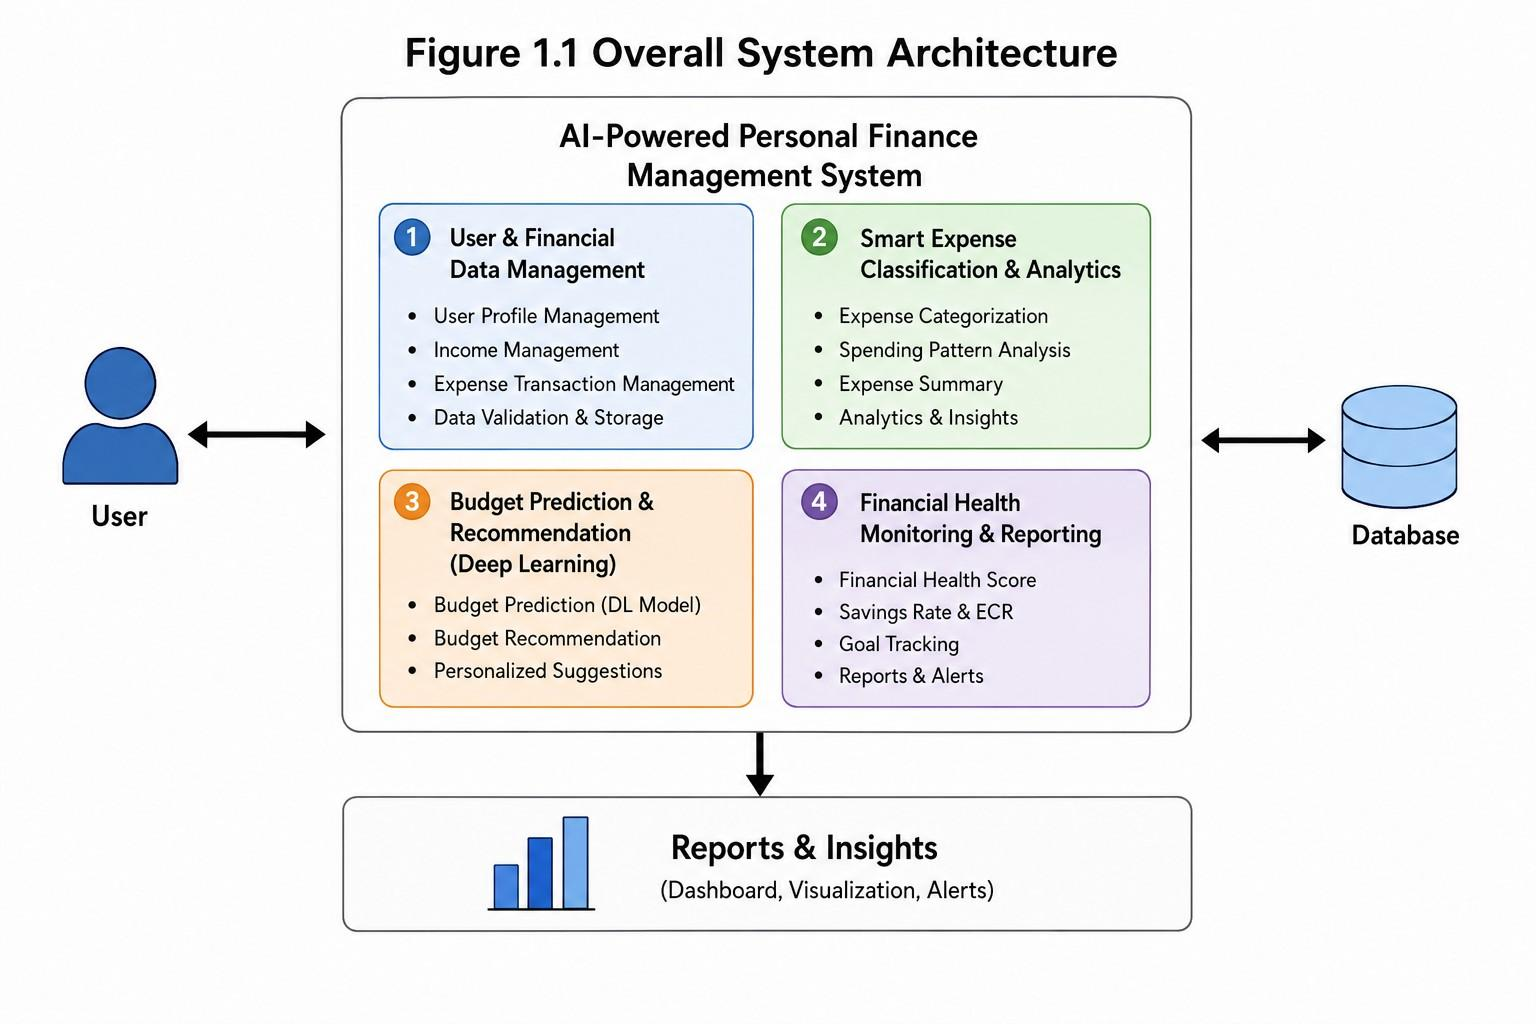 Figure 1.1 Overall System Architecture
AI-Powered Personal Finance
Management System
1 User & Financial
Data Management
• User Profile Management
• Income Management
• Expense Transaction Management
• Data Validation & Storage
2 Smart Expense
Classification & Analytics
• Expense Categorization
• Spending Pattern Analysis
• Expense Summary
• Analytics & Insights
3 Budget Prediction &
Recommendation
(Deep Learning)
• Budget Prediction (DL Model)
• Budget Recommendation
• Personalized Suggestions
4 Financial Health
Monitoring & Reporting
• Financial Health Score
• Savings Rate & ECR
• Goal Tracking
• Reports & Alerts
User
Database
Reports & Insights
(Dashboard, Visualization, Alerts)